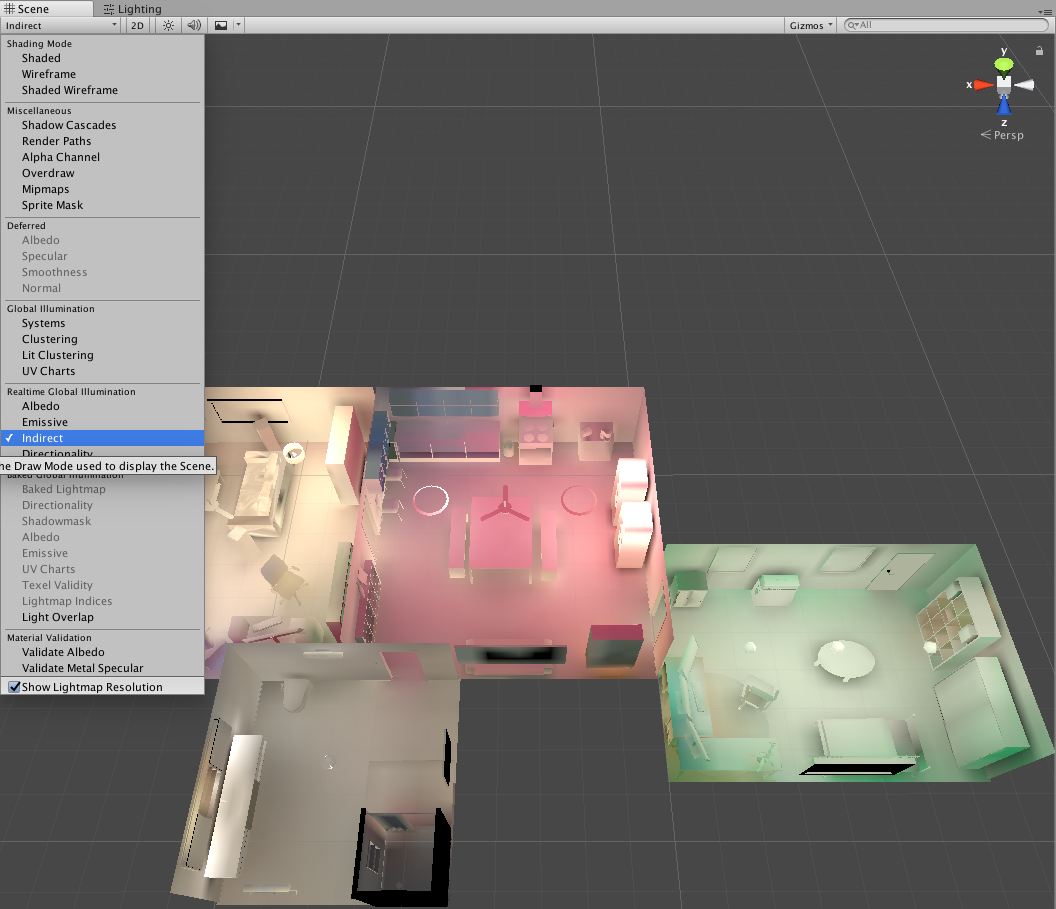 Scene
Lighting
Indirect
2D
Gizmos
All
Shading Mode
Shaded
Wireframe
Shaded Wireframe
Miscellaneous
Shadow Cascades
Render Paths
Alpha Channel
Overdraw
Mipmaps
Sprite Mask
Deferred
Albedo
Specular
Smoothness
Normal
Global Illumination
Systems
Clustering
Lit Clustering
UV Charts
Realtime Global Illumination
Albedo
Emissive
✓ Indirect
Directionality
he Draw Mode used to display the Scene.
Baked Global Illumination
Baked Lightmap
Directionality
Shadowmask
Albedo
Emissive
UV Charts
Texel Validity
Lightmap Indices
Light Overlap
Material Validation
Validate Albedo
Validate Metal Specular
Show Lightmap Resolution
y
x
z
Persp